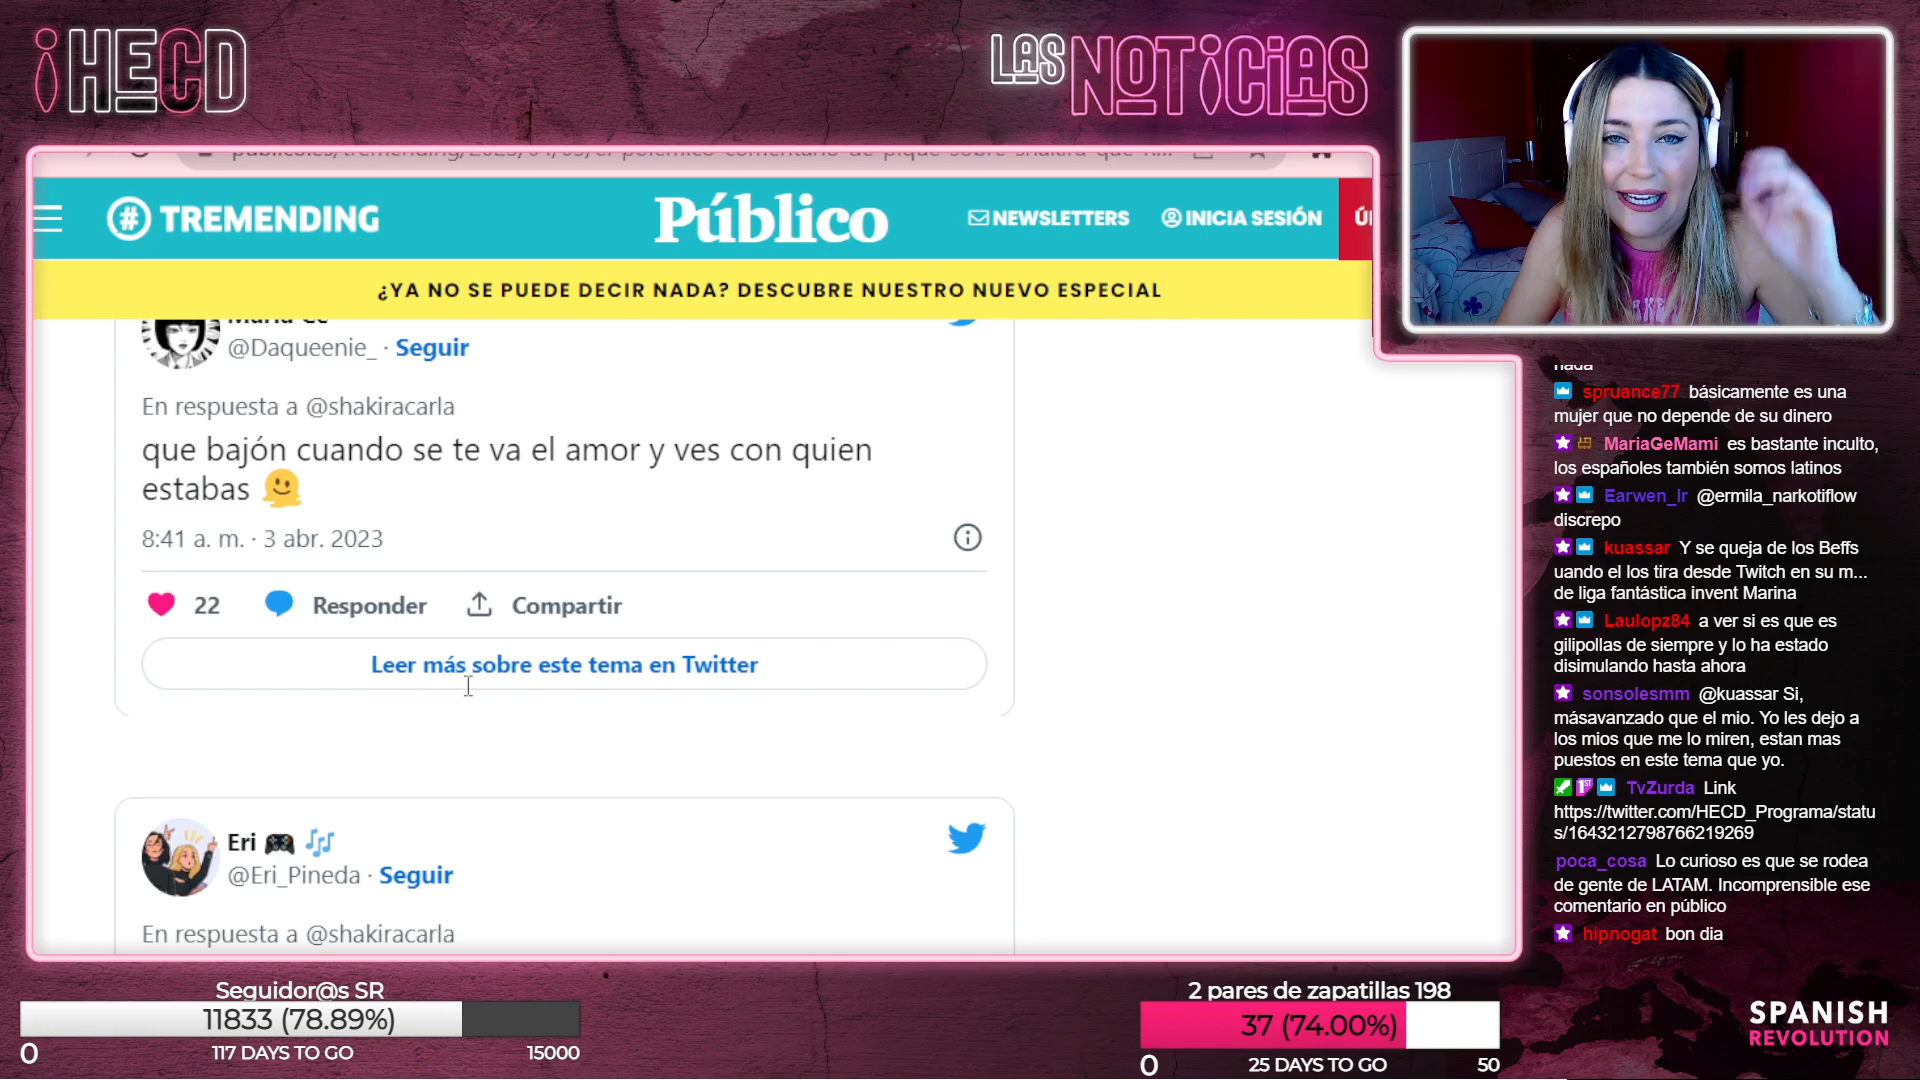 ¡HECD
LAS NOTICIAS
# TREMENDING
Público
NEWSLETTERS
INICIA SESIÓN
¿YA NO SE PUEDE DECIR NADA? DESCUBRE NUESTRO NUEVO ESPECIAL
@Daqueenie_ · Seguir
En respuesta a @shakiracarla
que bajón cuando se te va el amor y ves con quien
estabas
8:41 a. m. · 3 abr. 2023
22 Responder Compartir
Leer más sobre este tema en Twitter
Eri
@Eri_Pineda · Seguir
En respuesta a @shakiracarla
nada
spruance77 básicamente es una
mujer que no depende de su dinero
MariaGeMami es bastante inculto,
los españoles también somos latinos
Earwen_lr @ermila_narkotiflow
discrepo
kuassar Y se queja de los Beffs
uando el los tira desde Twitch en su m...
de liga fantástica invent Marina
Laulopz84 a ver si es que es
gilipollas de siempre y lo ha estado
disimulando hasta ahora
sonsolesmm @kuassar Si,
másavanzado que el mio. Yo les dejo a
los mios que me lo miren, estan mas
puestos en este tema que yo.
TvZurda Link
https://twitter.com/HECD_Programa/statu
s/1643212798766219269
poca_cosa Lo curioso es que se rodea
de gente de LATAM. Incomprensible ese
comentario en público
hipnogat bon dia
Seguidor@s SR
11833 (78.89%)
0 117 DAYS TO GO 15000
2 pares de zapatillas 198
37 (74.00%)
0 25 DAYS TO GO 50
SPANISH
REVOLUTION